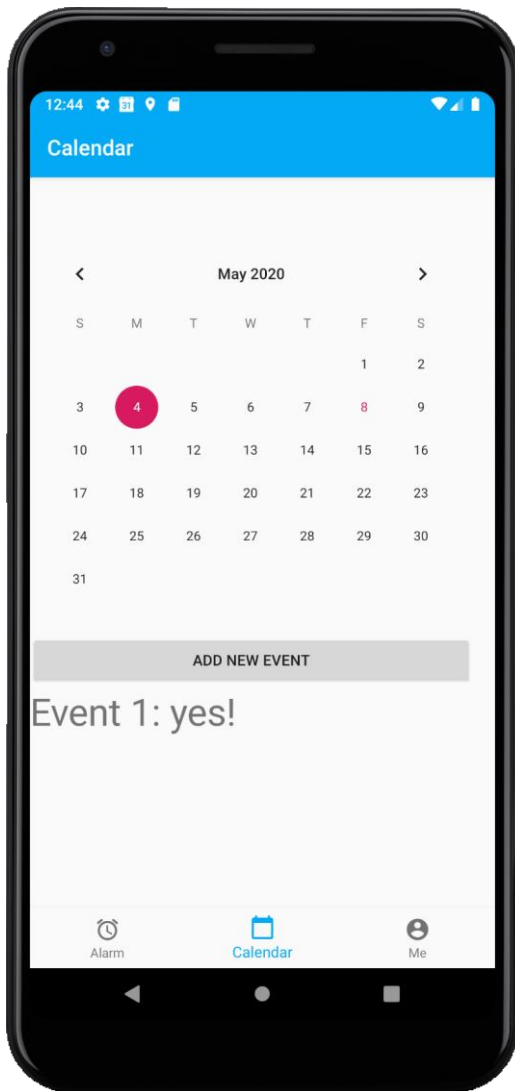 12:44 31
Calendar
May 2020
S M T W T F S
1 2
3 4 5 6 7 8 9
10 11 12 13 14 15 16
17 18 19 20 21 22 23
24 25 26 27 28 29 30
31
ADD NEW EVENT
Event 1: yes!
Alarm Calendar Me